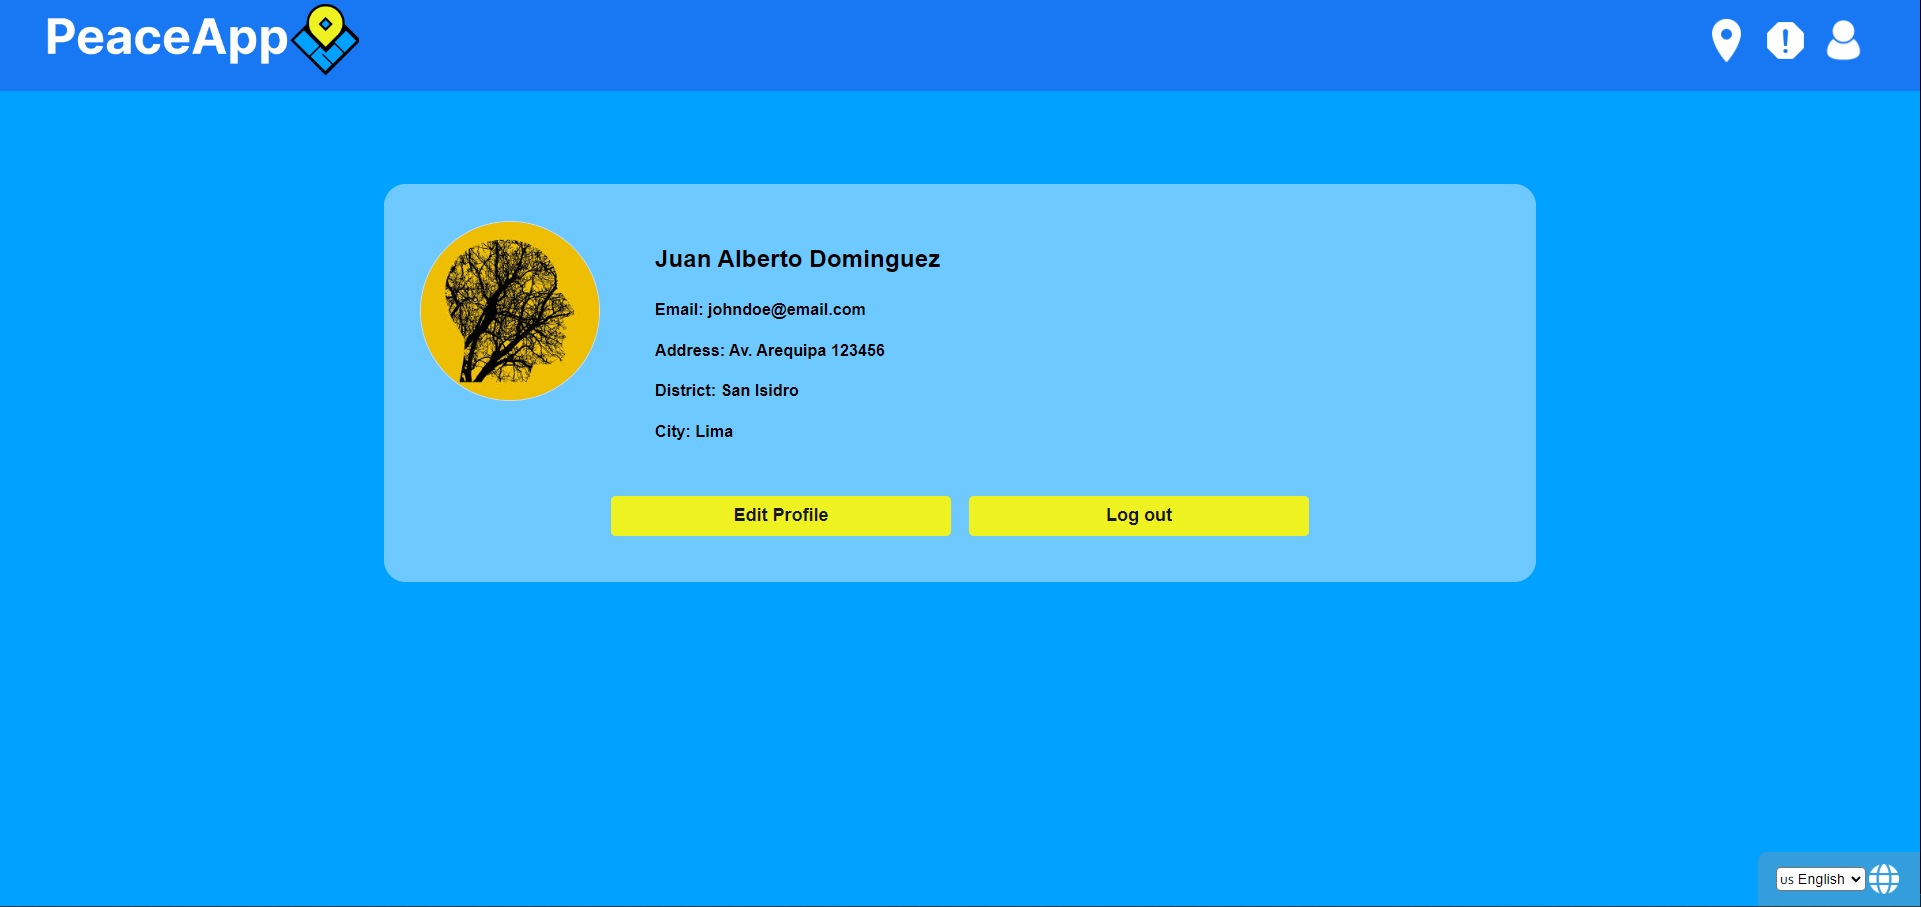 PeaceApp
Juan Alberto Dominguez
Email: johndoe@email.com
Address: Av. Arequipa 123456
District: San Isidro
City: Lima
Edit Profile Log out
us English